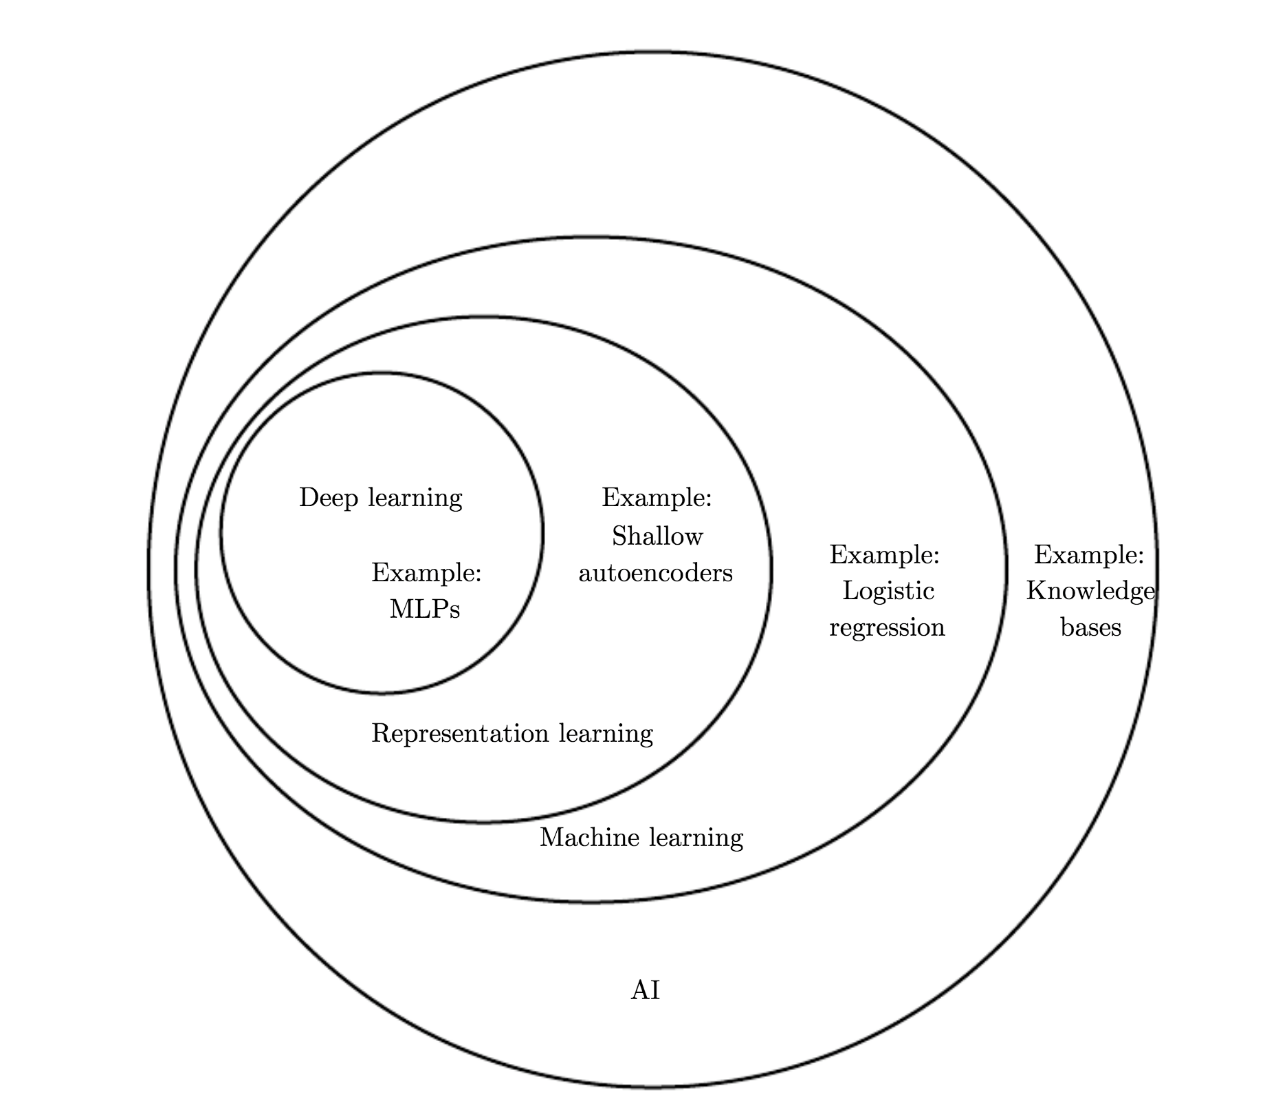 Deep learning
Example:
MLPs
Example:
Shallow
autoencoders
Example:
Logistic
regression
Example:
Knowledge
bases
Representation learning
Machine learning
AI